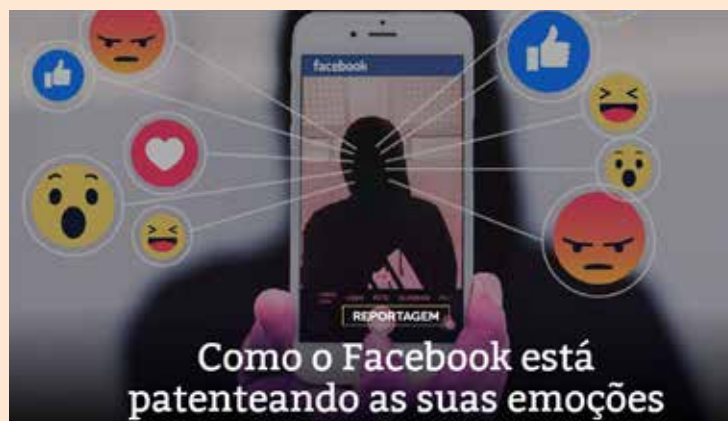 facebook
REPORTAGEM
Como o Facebook está
patenteando as suas emoções